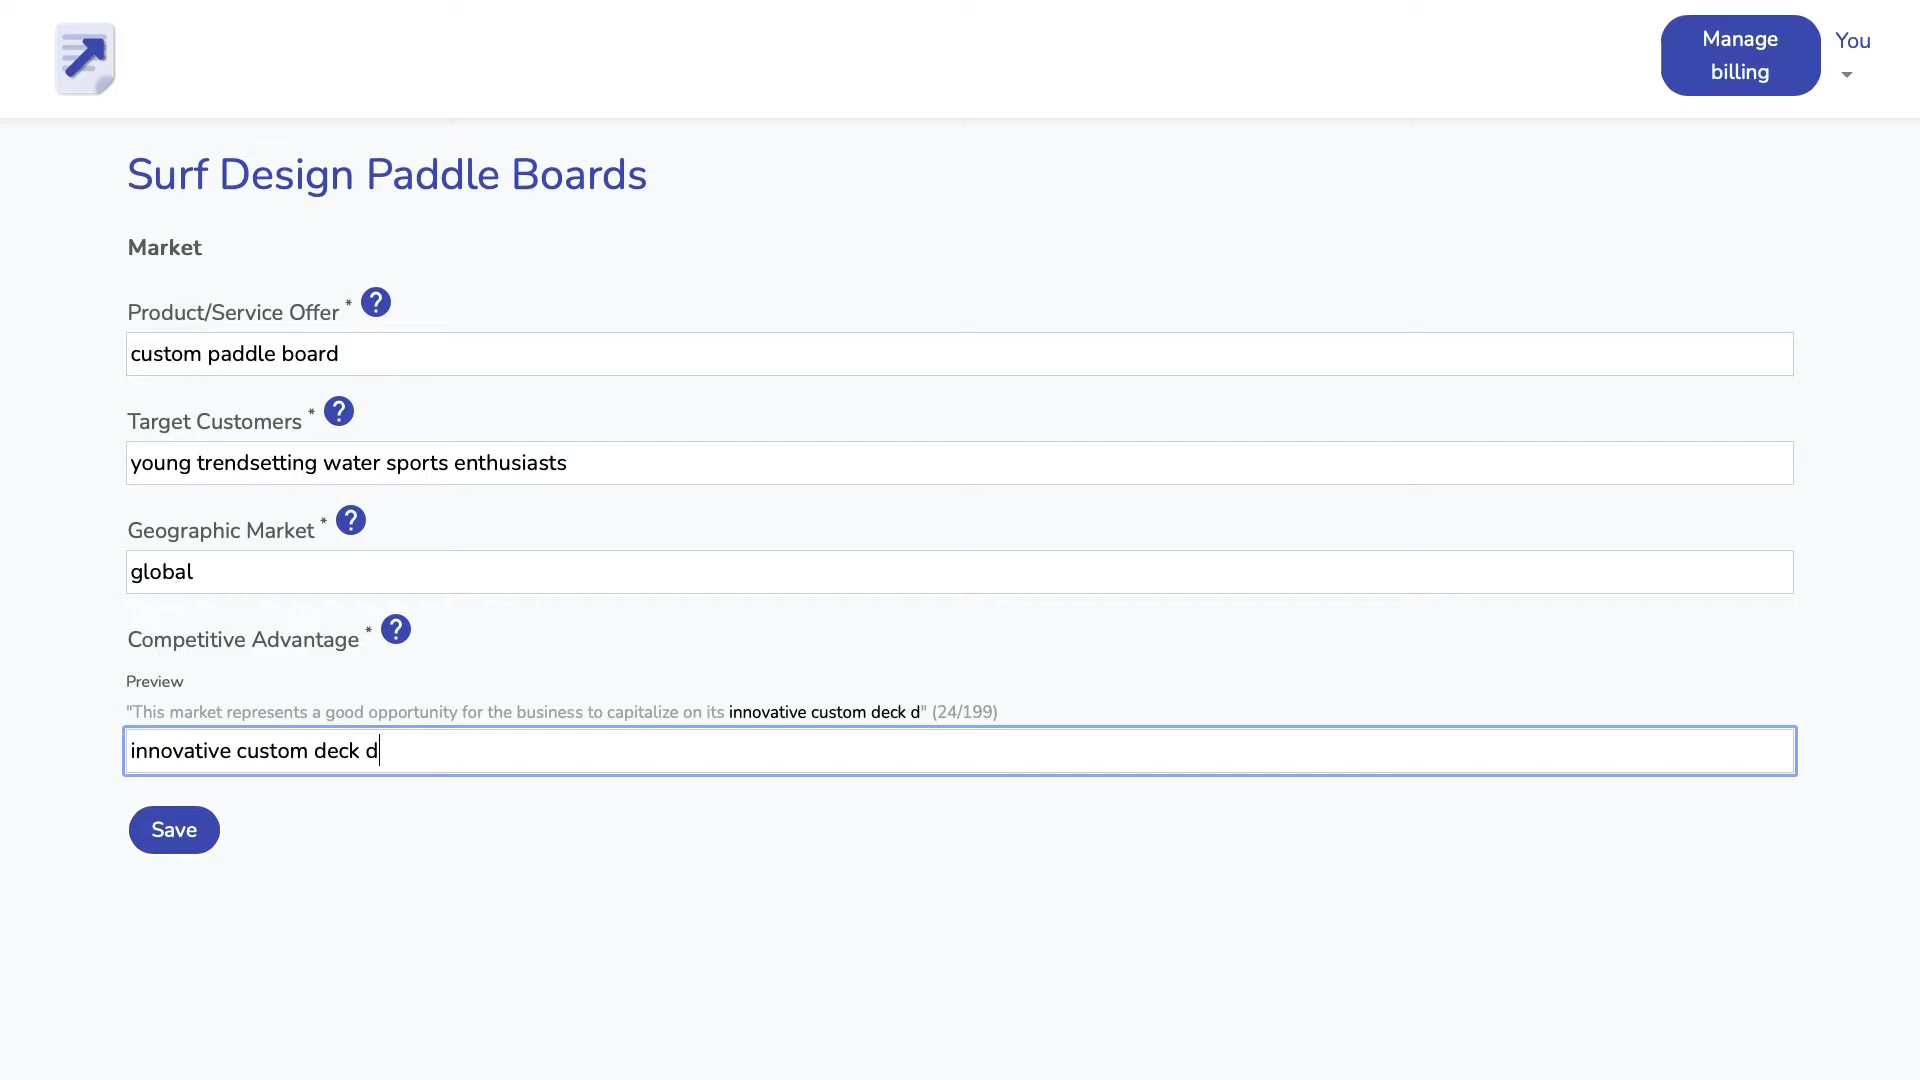 Manage
billing
You
Surf Design Paddle Boards
Market
Product/Service Offer * ?
custom paddle board
Target Customers * ?
young trendsetting water sports enthusiasts
Geographic Market * ?
global
Competitive Advantage * ?
Preview
"This market represents a good opportunity for the business to capitalize on its innovative custom deck d" (24/199)
innovative custom deck d
Save